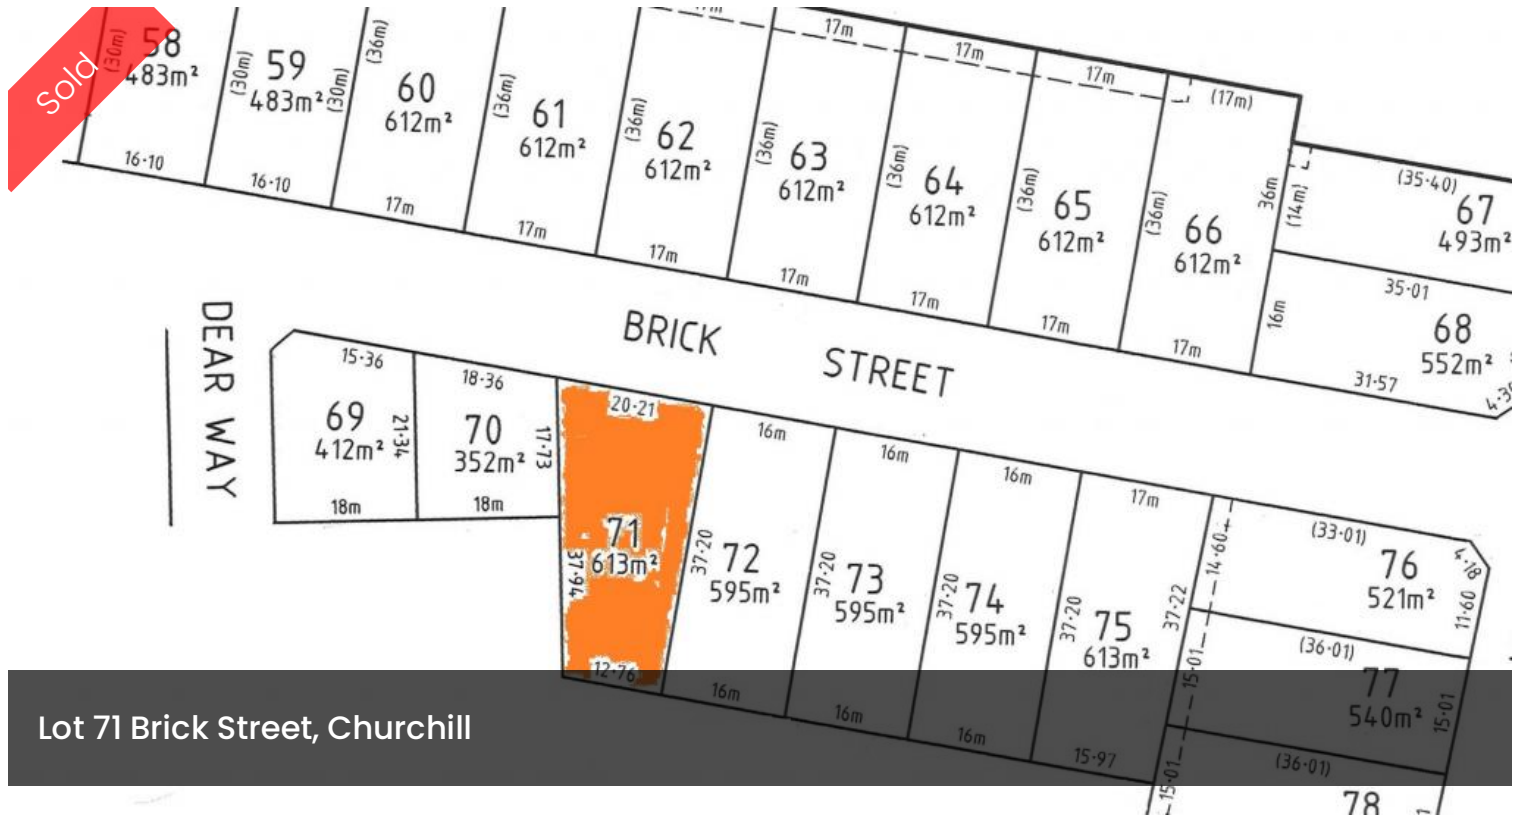 Sold
58
483m²
(30m)
16·10
59
483m²
(30m)
(30m)
16·10
60
612m²
(36m)
17m
61
612m²
(36m)
17m
62
612m²
(36m)
17m
17m
63
612m²
(36m)
17m
17m
64
612m²
(36m)
17m
17m
65
612m²
(36m)
17m
(17m)
66
612m²
(36m)
36m
17m
(14m)
(35·40)
67
493m²
35·01
16m
68
552m²
31·57
DEAR WAY
BRICK STREET
15·36
69
412m²
21·34
18m
18·36
70
352m²
17·73
18m
20·21
71
613m²
37·94
12·76
16m
37·20
72
595m²
16m
16m
37·20
73
595m²
16m
16m
37·20
74
595m²
16m
17m
37·20
75
613m²
37·22
15·97
14·60
(33·01)
76
521m²
4·18
11·60
(36·01)
77
540m²
15·01
15·01
(36·01)
15·01
78
Lot 71 Brick Street, Churchill